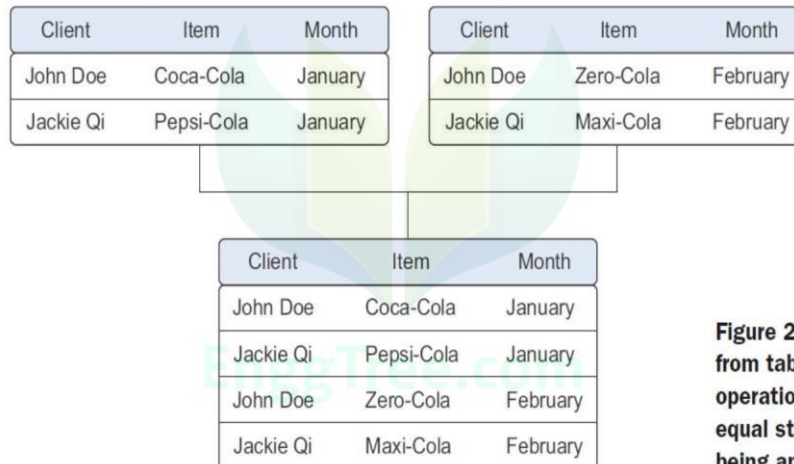 Client Item Month
John Doe Coca-Cola January
Jackie Qi Pepsi-Cola January
Client Item Month
John Doe Zero-Cola February
Jackie Qi Maxi-Cola February
Client Item Month
John Doe Coca-Cola January
Jackie Qi Pepsi-Cola January
John Doe Zero-Cola February
Jackie Qi Maxi-Cola February
EnggTree.com
Figure 2
from tab
operatio
equal st